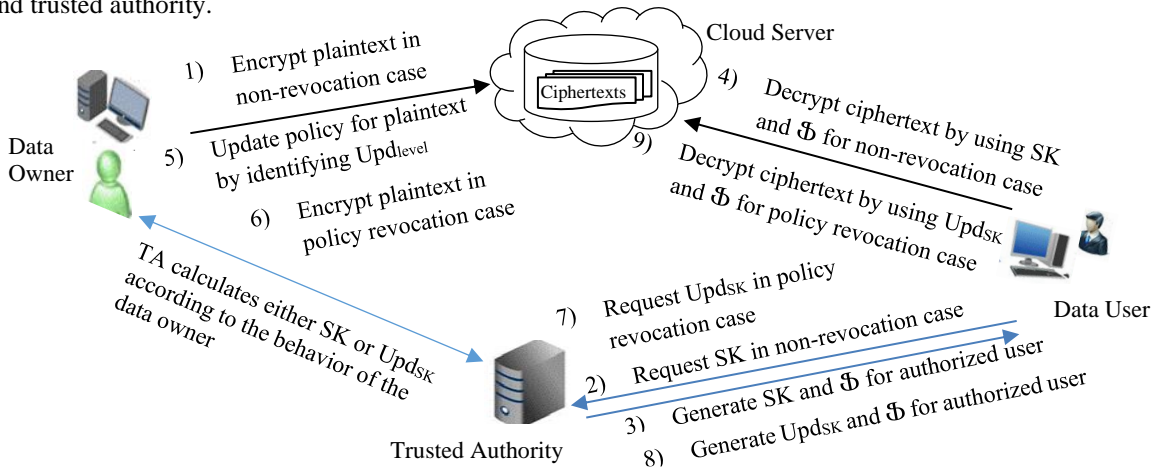 nd trusted authority.
Cloud Server
1) Encrypt plaintext in
non-revocation case
Ciphertexts
4) Decrypt ciphertext by using SK
and 𝕾 for non-revocation case
Data
Owner
5) Update policy for plaintext
by identifying Updlevel
6) Encrypt plaintext in
policy revocation case
9) Decrypt ciphertext by using UpdSK
and 𝕾 for policy revocation case
Data User
TA calculates either SK or UpdSK
according to the behavior of the
data owner
7) Request UpdSK in policy
revocation case
2) Request SK in non-revocation case
3) Generate SK and 𝕾 for authorized user
8) Generate UpdSK and 𝕾 for authorized user
Trusted Authority